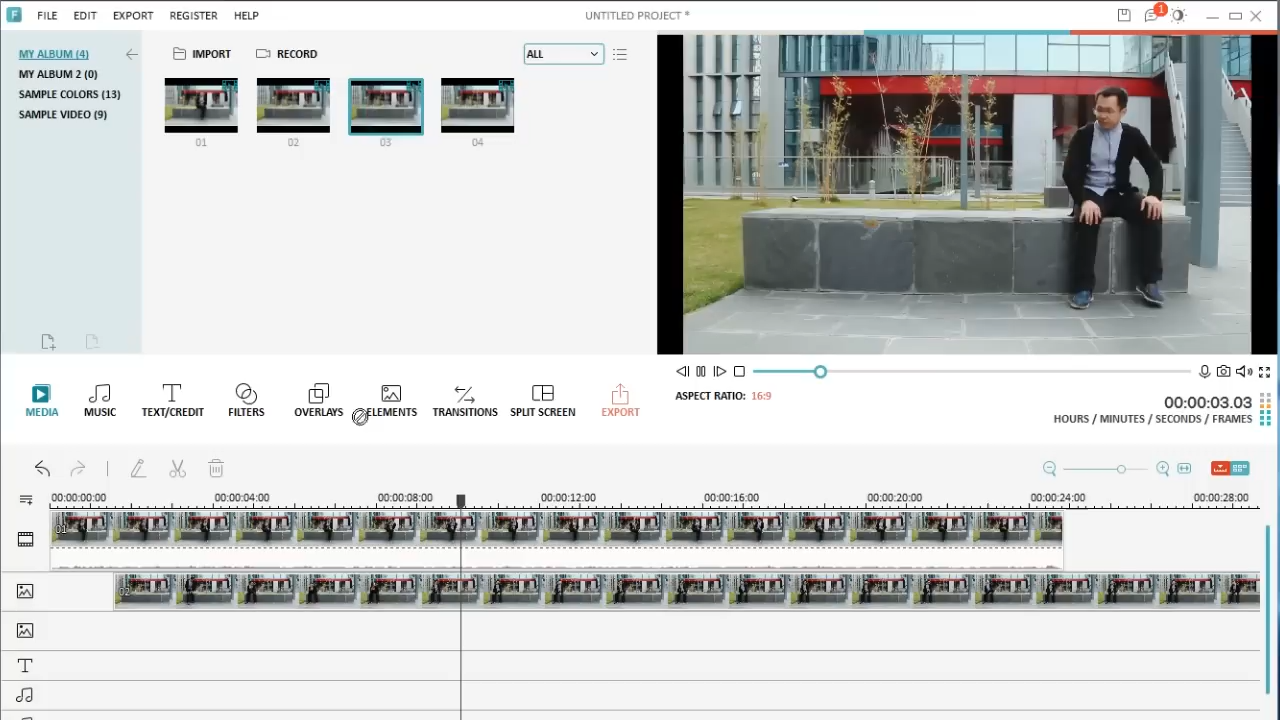 F FILE EDIT EXPORT REGISTER HELP UNTITLED PROJECT * 1
MY ALBUM (4)
MY ALBUM 2 (0)
SAMPLE COLORS (13)
SAMPLE VIDEO (9)
IMPORT RECORD ALL
01 02 03 04
MEDIA MUSIC TEXT/CREDIT FILTERS OVERLAYS ELEMENTS TRANSITIONS SPLIT SCREEN EXPORT
ASPECT RATIO: 16:9
00:00:03.03
HOURS / MINUTES / SECONDS / FRAMES
00:00:00:00 00:00:04:00 00:00:08:00 00:00:12:00 00:00:16:00 00:00:20:00 00:00:24:00 00:00:28:00
01
02
T